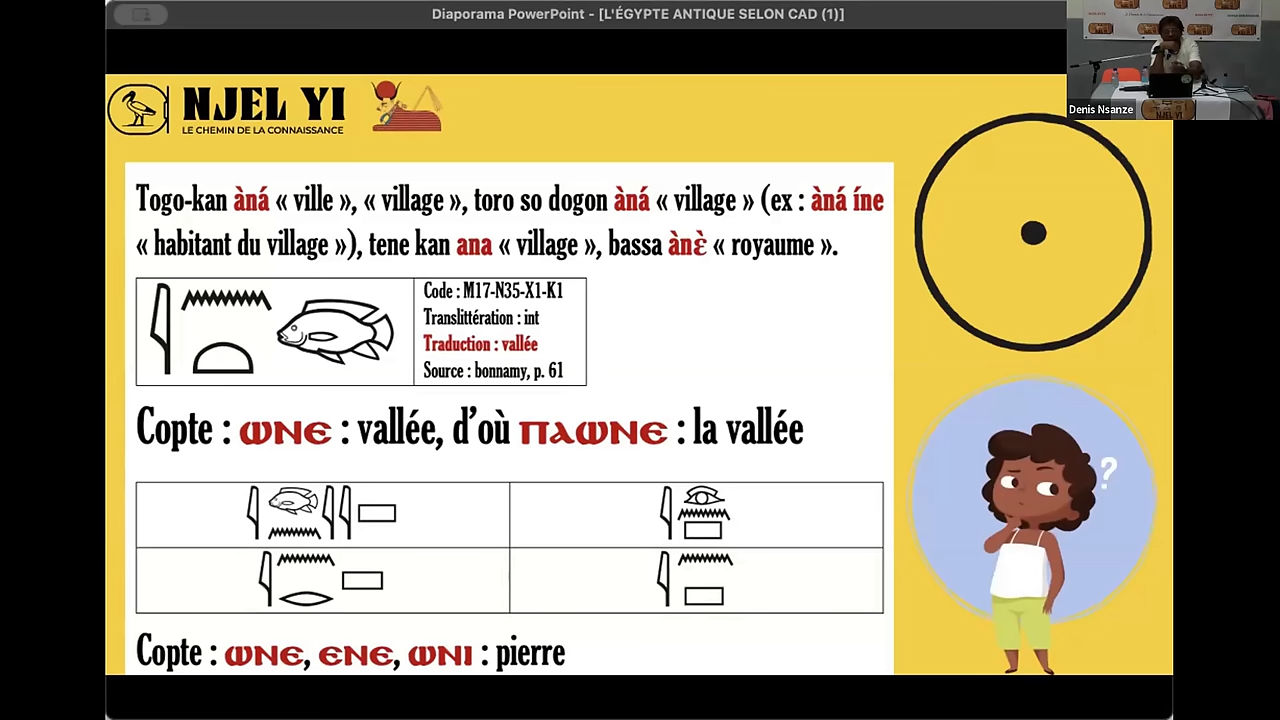 Diaporama PowerPoint - [L'ÉGYPTE ANTIQUE SELON CAD (1)]
Denis Nsanze
NJEL YI
NJEL YI
LE CHEMIN DE LA CONNAISSANCE
Togo-kan àná « ville », « village », toro so dogon àná « village » (ex : àná íne
« habitant du village »), tene kan ana « village », bassa ànὲ « royaume ».
Code : M17-N35-X1-K1
Translittération : int
Traduction : vallée
Source : bonnamy, p. 61
Copte : ⲱⲛⲉ : vallée, d’où ⲡⲁⲱⲛⲉ : la vallée
?
Copte : ⲱⲛⲉ, ⲉⲛⲉ, ⲱⲛⲓ : pierre